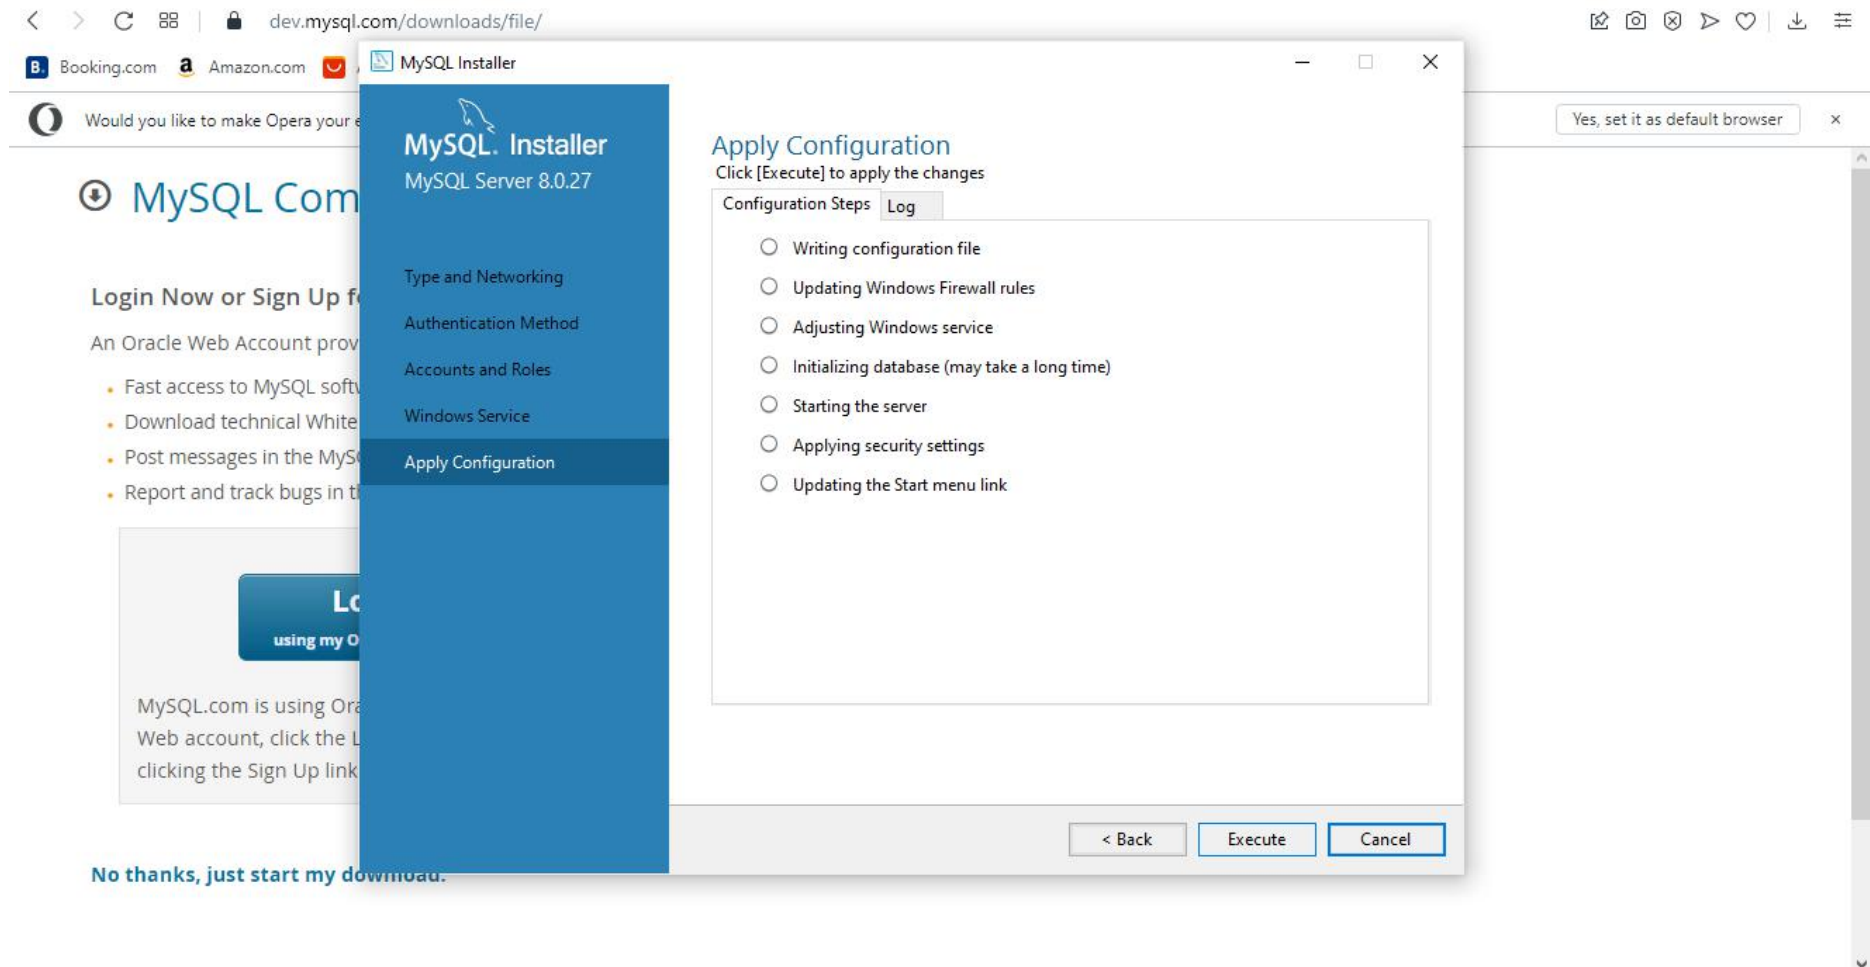 dev.mysql.com/downloads/file/
B. Booking.com a Amazon.com
MySQL Installer
Would you like to make Opera your
Yes, set it as default browser
MySQL Com
Login Now or Sign Up f
An Oracle Web Account prov
Fast access to MySQL soft
Download technical White
Post messages in the MyS
Report and track bugs in t
Lo
using my O
MySQL.com is using Ora
Web account, click the L
clicking the Sign Up link
No thanks, just start my download.
MySQL. Installer
MySQL Server 8.0.27
Type and Networking
Authentication Method
Accounts and Roles
Windows Service
Apply Configuration
Apply Configuration
Click [Execute] to apply the changes
Configuration Steps Log
Writing configuration file
Updating Windows Firewall rules
Adjusting Windows service
Initializing database (may take a long time)
Starting the server
Applying security settings
Updating the Start menu link
< Back Execute Cancel